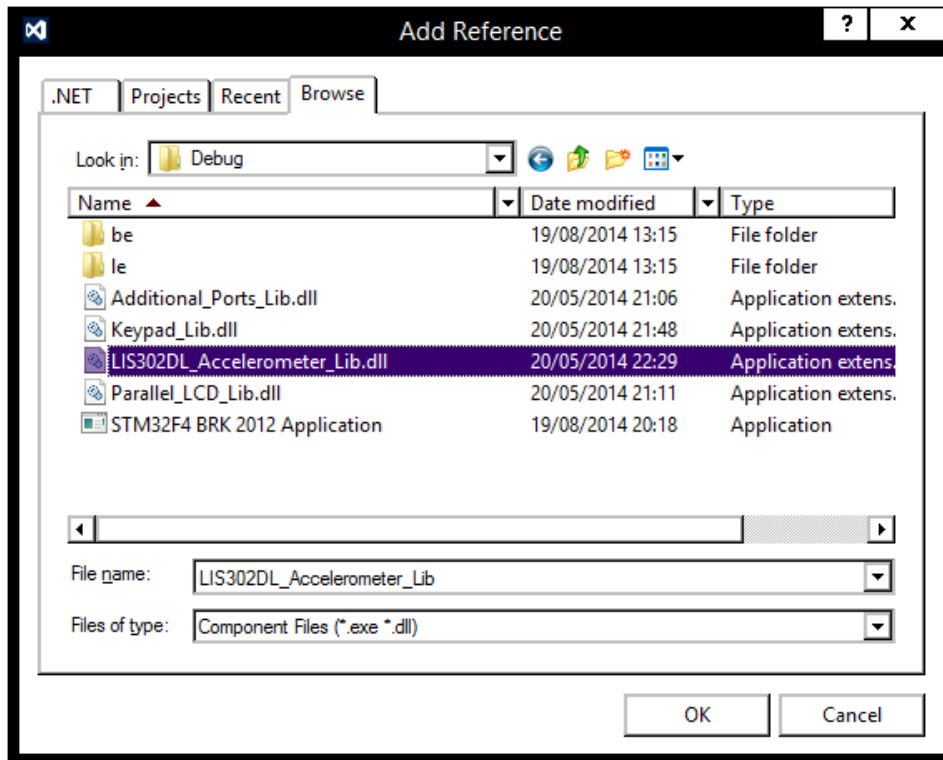 Add Reference ? x
.NET Projects Recent Browse
Look in: Debug
Name Date modified Type
be 19/08/2014 13:15 File folder
le 19/08/2014 13:15 File folder
Additional_Ports_Lib.dll 20/05/2014 21:06 Application extens.
Keypad_Lib.dll 20/05/2014 21:48 Application extens.
LIS302DL_Accelerometer_Lib.dll 20/05/2014 22:29 Application extens.
Parallel_LCD_Lib.dll 20/05/2014 21:11 Application extens.
STM32F4 BRK 2012 Application 19/08/2014 20:18 Application
File name: LIS302DL_Accelerometer_Lib
Files of type: Component Files (*.exe *.dll)
OK Cancel